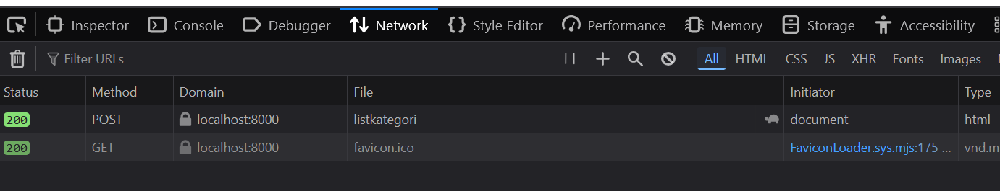 Inspector Console Debugger Network Style Editor Performance Memory Storage Accessibility
Filter URLs All HTML CSS JS XHR Fonts Images
Status Method Domain File Initiator Type
200 POST localhost:8000 listkategori document html
200 GET localhost:8000 favicon.ico FaviconLoader.sys.mjs:175 ... vnd.m